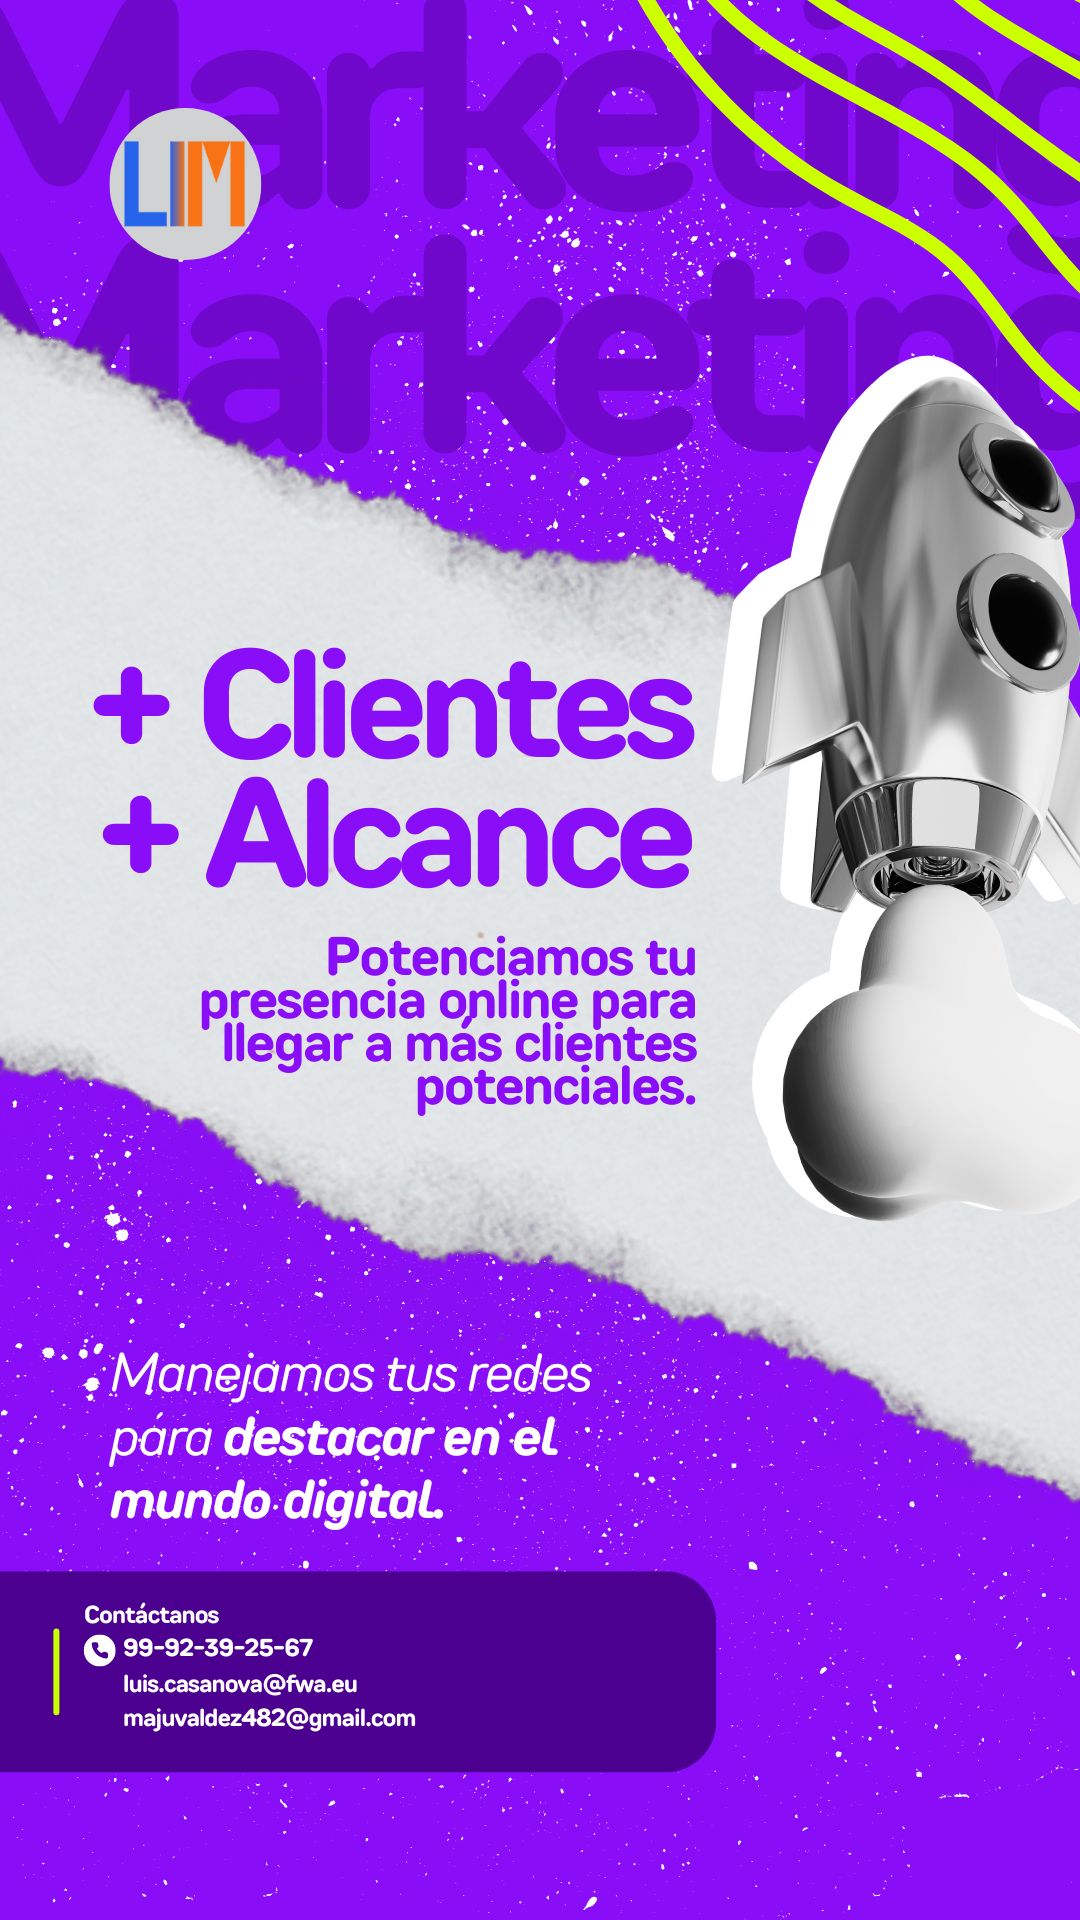 Marketing
LIM
Marketing
+ Clientes
+ Alcance
Potenciamos tu
presencia online para
llegar a más clientes
potenciales.
Manejamos tus redes
para destacar en el
mundo digital.
Contáctanos
99-92-39-25-67
luis.casanova@fwa.eu
majuvaldez482@gmail.com